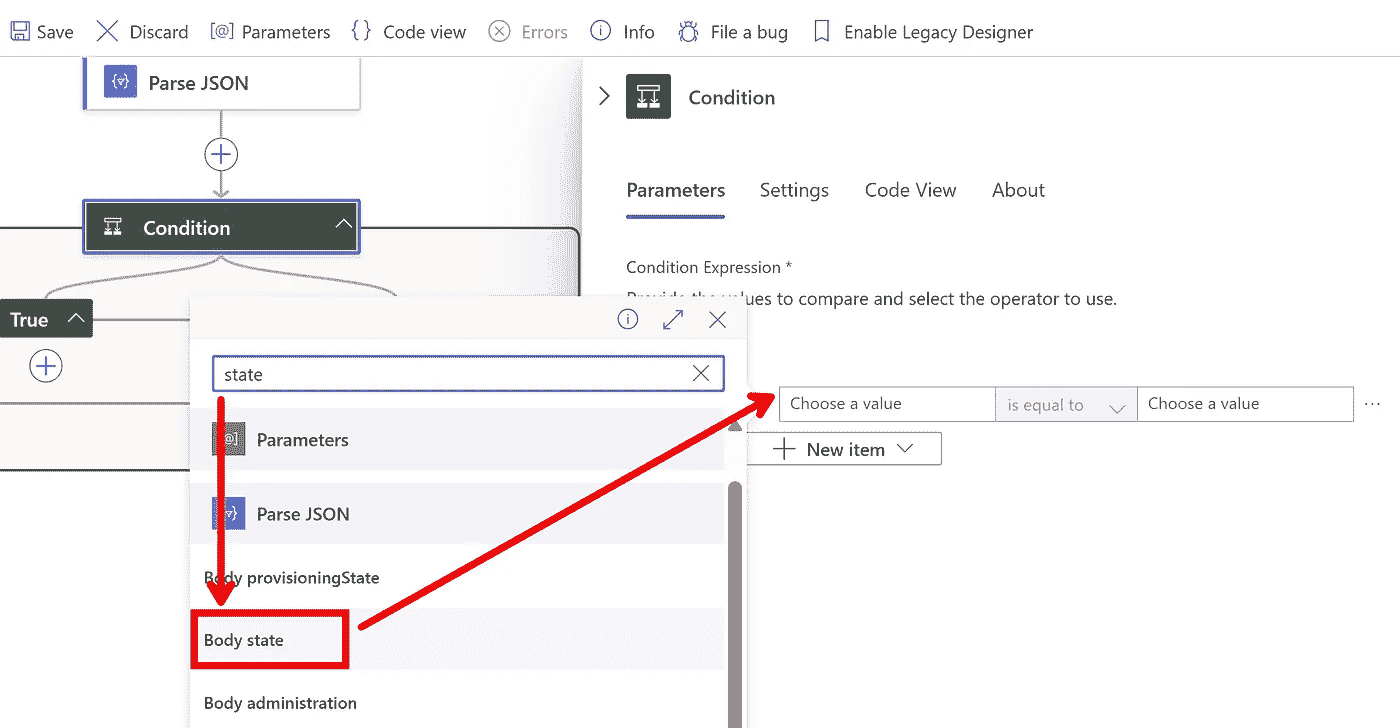 Save Discard [@] Parameters {} Code view Errors Info File a bug Enable Legacy Designer
Parse JSON
Condition
Condition
Parameters Settings Code View About
Condition Expression *
Provide the values to compare and select the operator to use.
True
state
Choose a value is equal to Choose a value ...
Parameters
New item
Parse JSON
Body provisioningState
Body state
Body administration